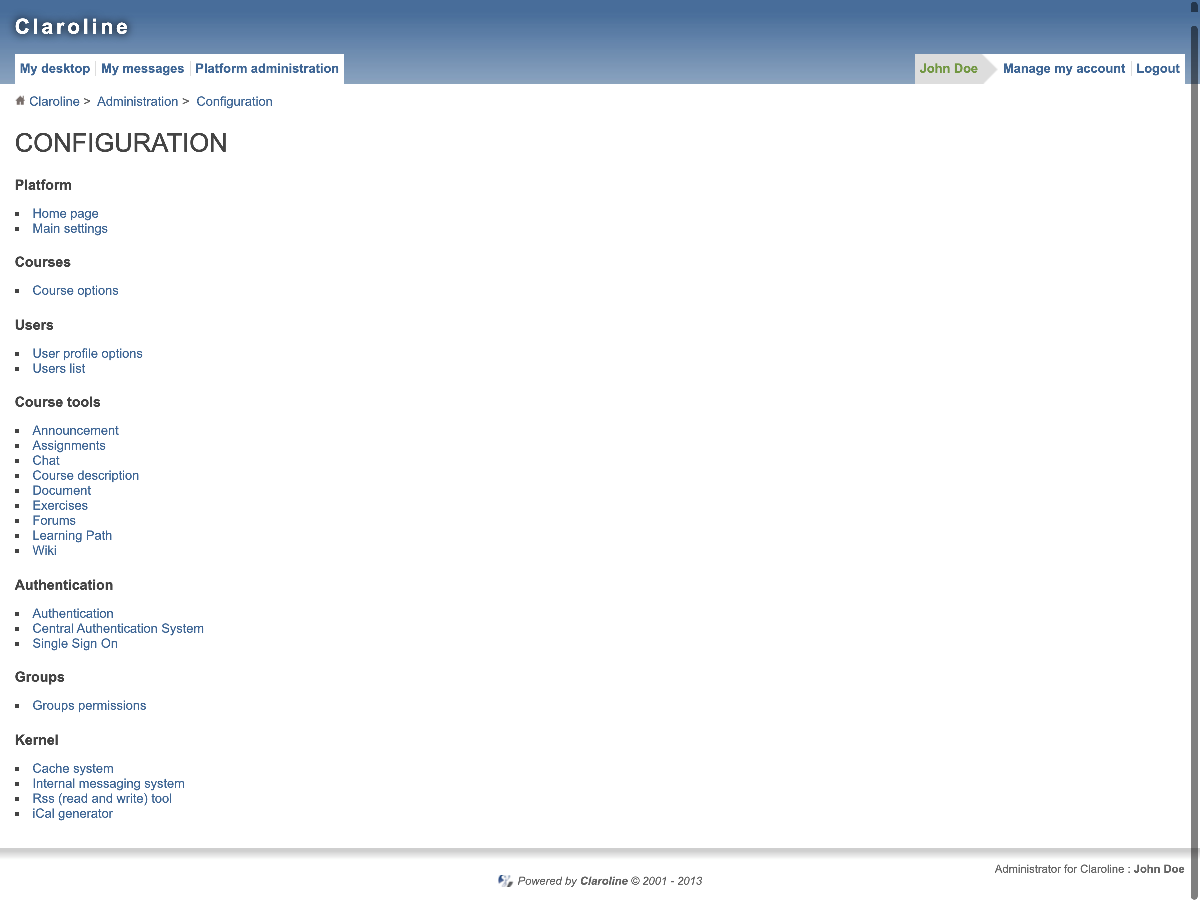 Claroline
My desktop My messages Platform administration John Doe Manage my account Logout
Claroline > Administration > Configuration
CONFIGURATION
Platform
Home page
Main settings
Courses
Course options
Users
User profile options
Users list
Course tools
Announcement
Assignments
Chat
Course description
Document
Exercises
Forums
Learning Path
Wiki
Authentication
Authentication
Central Authentication System
Single Sign On
Groups
Groups permissions
Kernel
Cache system
Internal messaging system
Rss (read and write) tool
iCal generator
Administrator for Claroline : John Doe
Powered by Claroline © 2001 - 2013